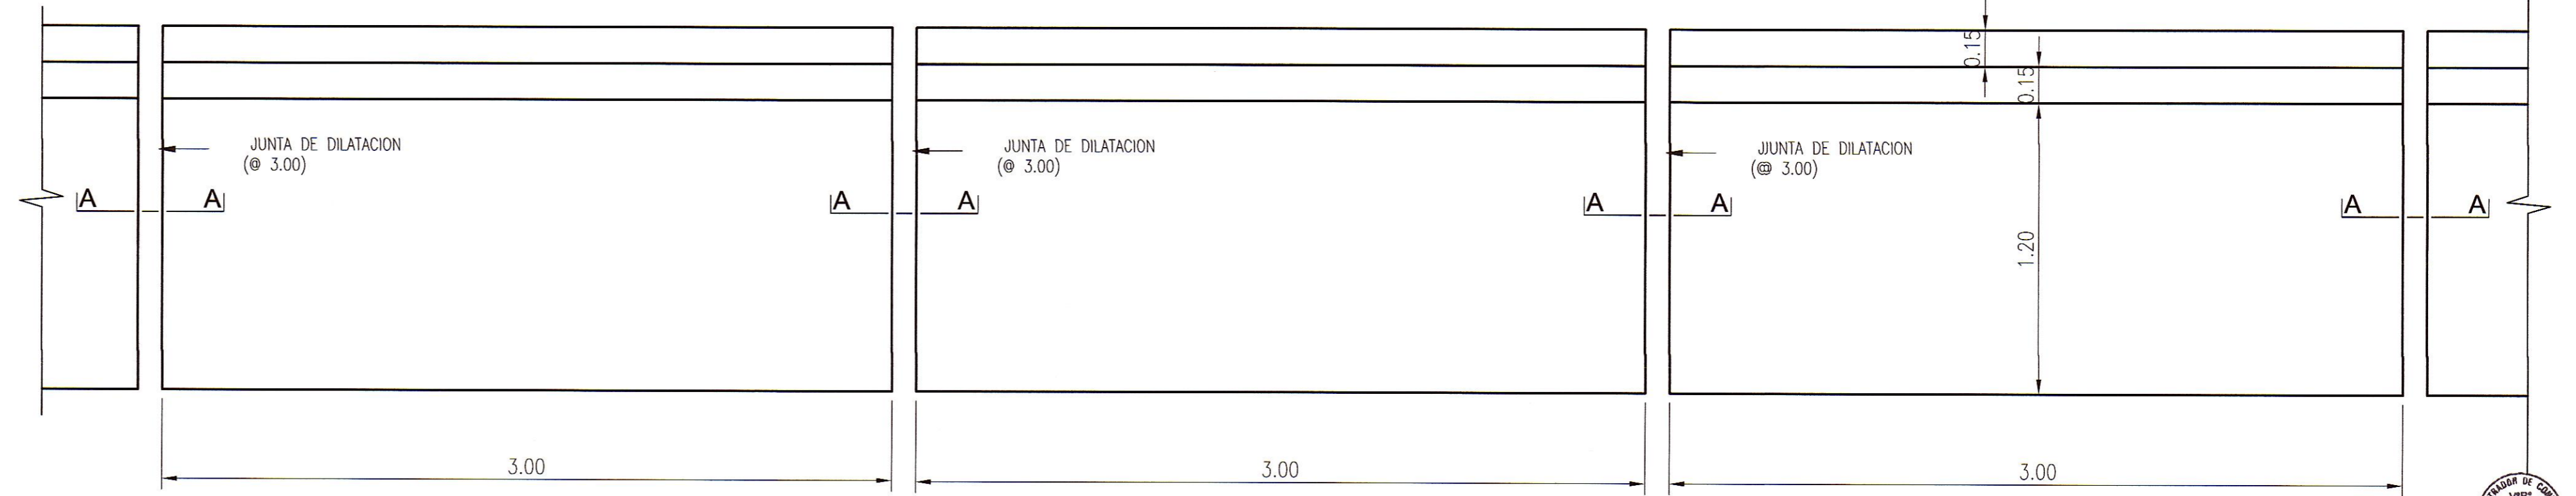 0.15
0.15
JUNTA DE DILATACION
(@ 3.00)
JUNTA DE DILATACION
(@ 3.00)
JJUNTA DE DILATACION
(@ 3.00)
A A A A A A A A
1.20
3.00 3.00 3.00